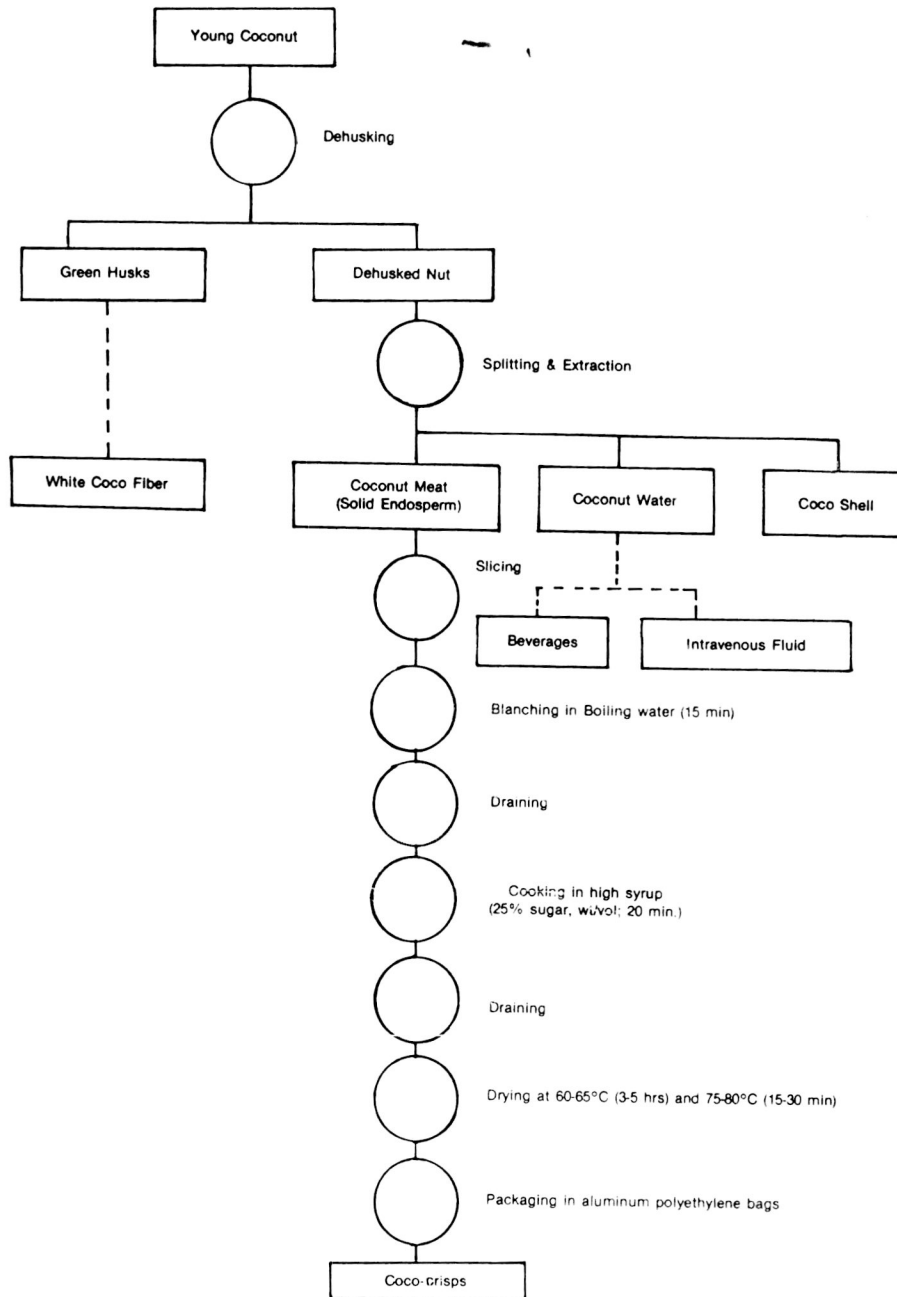 Young Coconut
Dehusking
Green Husks
Dehusked Nut
Splitting & Extraction
White Coco Fiber
Coconut Meat
(Solid Endosperm)
Coconut Water
Coco Shell
Slicing
Beverages
Intravenous Fluid
Blanching in Boiling water (15 min)
Draining
Cooking in high syrup
(25% sugar, wt/vol; 20 min.)
Draining
Drying at 60-65°C (3-5 hrs) and 75-80°C (15-30 min)
Packaging in aluminum polyethylene bags
Coco-crisps